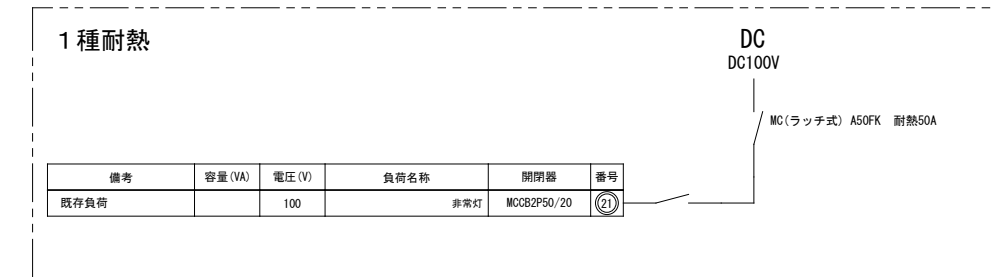 １種耐熱
DC
DC100V
MC(ラッチ式) A50FK 耐熱50A
備考 容量(VA) 電圧(V) 負荷名称 開閉器 番号
既存負荷 100 非常灯 MCCB2P50/20 21